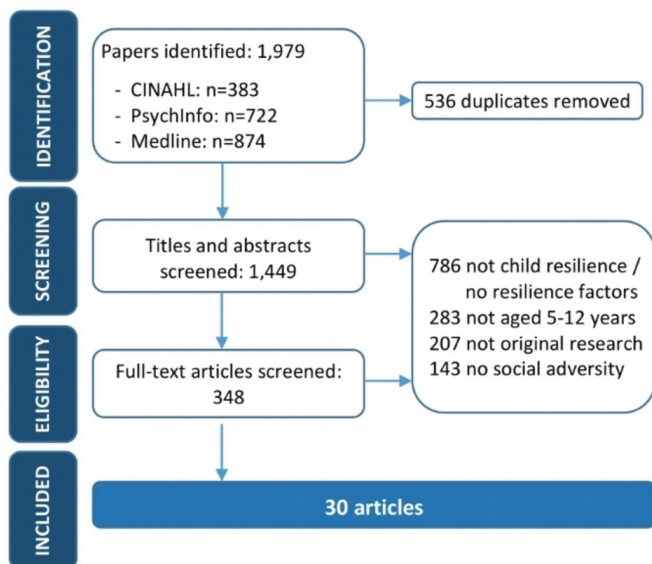 IDENTIFICATION
Papers identified: 1,979
- CINAHL: n=383
- PsychInfo: n=722
- Medline: n=874
536 duplicates removed
SCREENING
Titles and abstracts
screened: 1,449
786 not child resilience /
no resilience factors
283 not aged 5-12 years
207 not original research
143 no social adversity
ELIGIBILITY
Full-text articles screened:
348
INCLUDED
30 articles